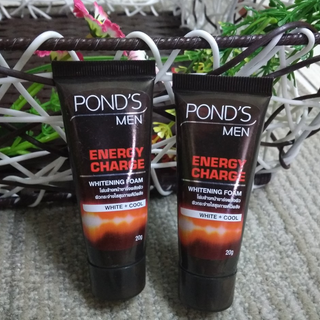 POND'S
MEN
ENERGY
CHARGE
WHITENING FOAM
WHITE + COOL
20g
POND'S
MEN
ENERGY
CHARGE
WHITENING FOAM
WHITE + COOL
20g